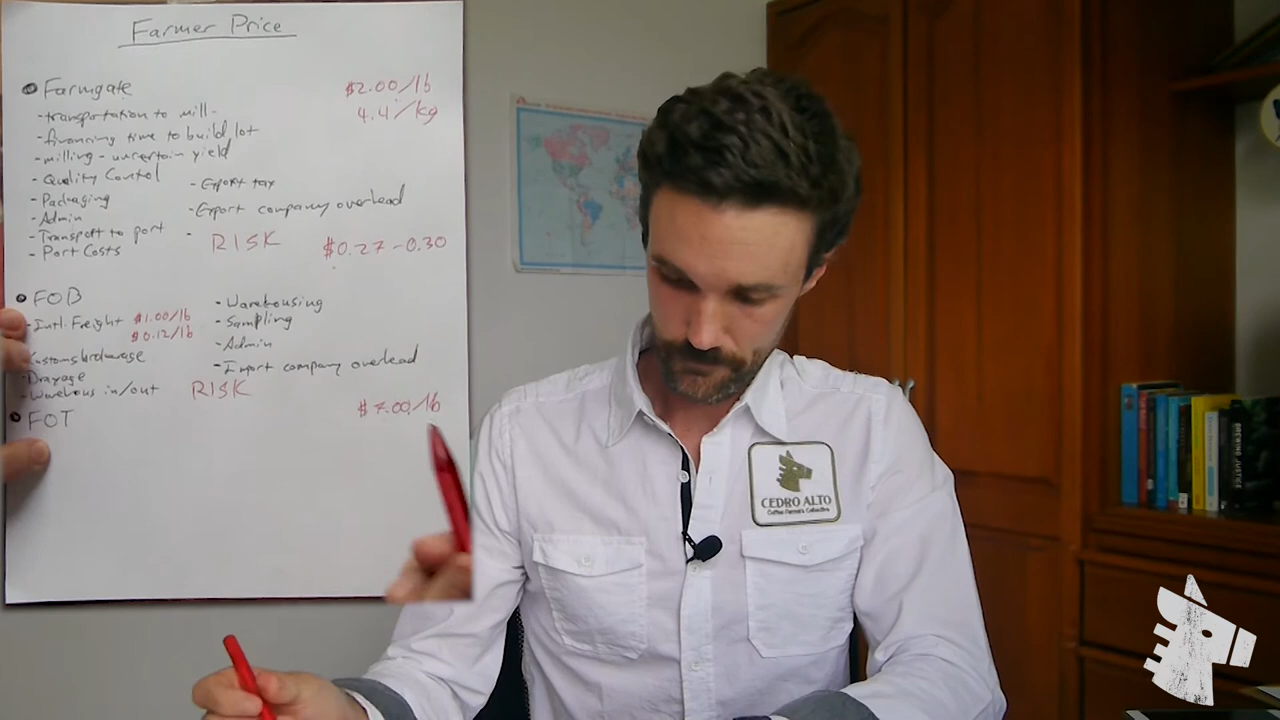 Farmer Price
Farmgate $2.00/lb
-transportation to mill- 4.4/kg
-financing time to build lot
-milling - uncertain yield
-Quality Control
-Packaging
-Admin
-Transport to port
-Port Costs
-Export tax
-Export company overhead
-
RISK $0.27-0.30
FOB
-Intl. Freight $1.00/lb
$0.12/lb
Customs brokerage
Drayage
-Warehous in/out
-Warehousing
-Sampling
-Admin
-Import company overhead
RISK
FOT $7.00/lb
CEDRO ALTO
Coffee Farmers Collective
BREWING JUSTICE